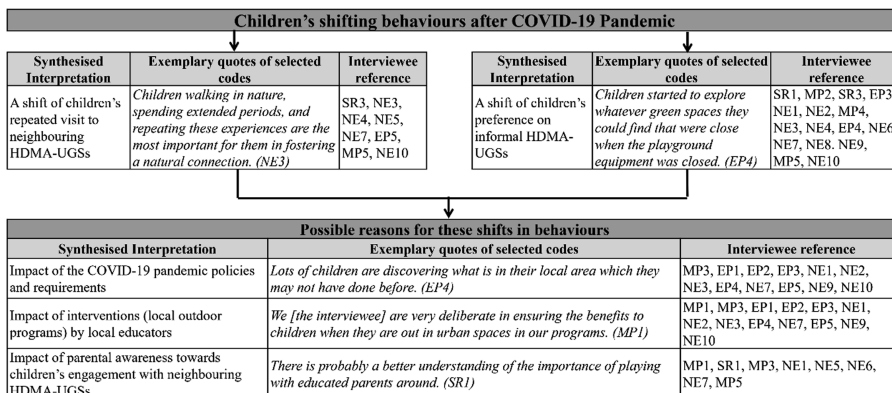 Children's shifting behaviours after COVID-19 Pandemic
Synthesised
Interpretation
Exemplary quotes of selected
codes
Interviewee
reference
A shift of children's
repeated visit to
neighbouring
HDMA-UGSs
Children walking in nature,
spending extended periods, and
repeating these experiences are the
most important for them in fostering
a natural connection. (NE3)
SR3, NE3,
NE4, NE5,
NE7, EP5,
MP5, NE10
Synthesised
Interpretation
Exemplary quotes of selected
codes
Interviewee
reference
A shift of children's
preference on
informal HDMA-
UGSs
Children started to explore
whatever green spaces they
could find that were close
when the playground
equipment was closed. (EP4)
SR1, MP2, SR3, EP3
NE1, NE2, MP4,
NE3, NE4, EP4, NE6
NE7, NE8. NE9,
MP5, NE10
Possible reasons for these shifts in behaviours
Synthesised Interpretation
Exemplary quotes of selected codes
Interviewee reference
Impact of the COVID-19 pandemic policies
and requirements
Lots of children are discovering what is in their local area which they
may not have done before. (EP4)
MP3, EP1, EP2, EP3, NE1, NE2,
NE3, EP4, NE7, EP5, NE9, NE10
Impact of interventions (local outdoor
programs) by local educators
We [the interviewee] are very deliberate in ensuring the benefits to
children when they are out in urban spaces in our programs. (MP1)
MP1, MP3, EP1, EP2, EP3, NE1,
NE2, NE3, EP4, NE7, EP5, NE9,
NE10
Impact of parental awareness towards
children's engagement with neighbouring
HDMA-UGSs
There is probably a better understanding of the importance of playing
with educated parents around. (SR1)
MP1, SR1, MP3, NE1, NE5, NE6,
NE7, MP5